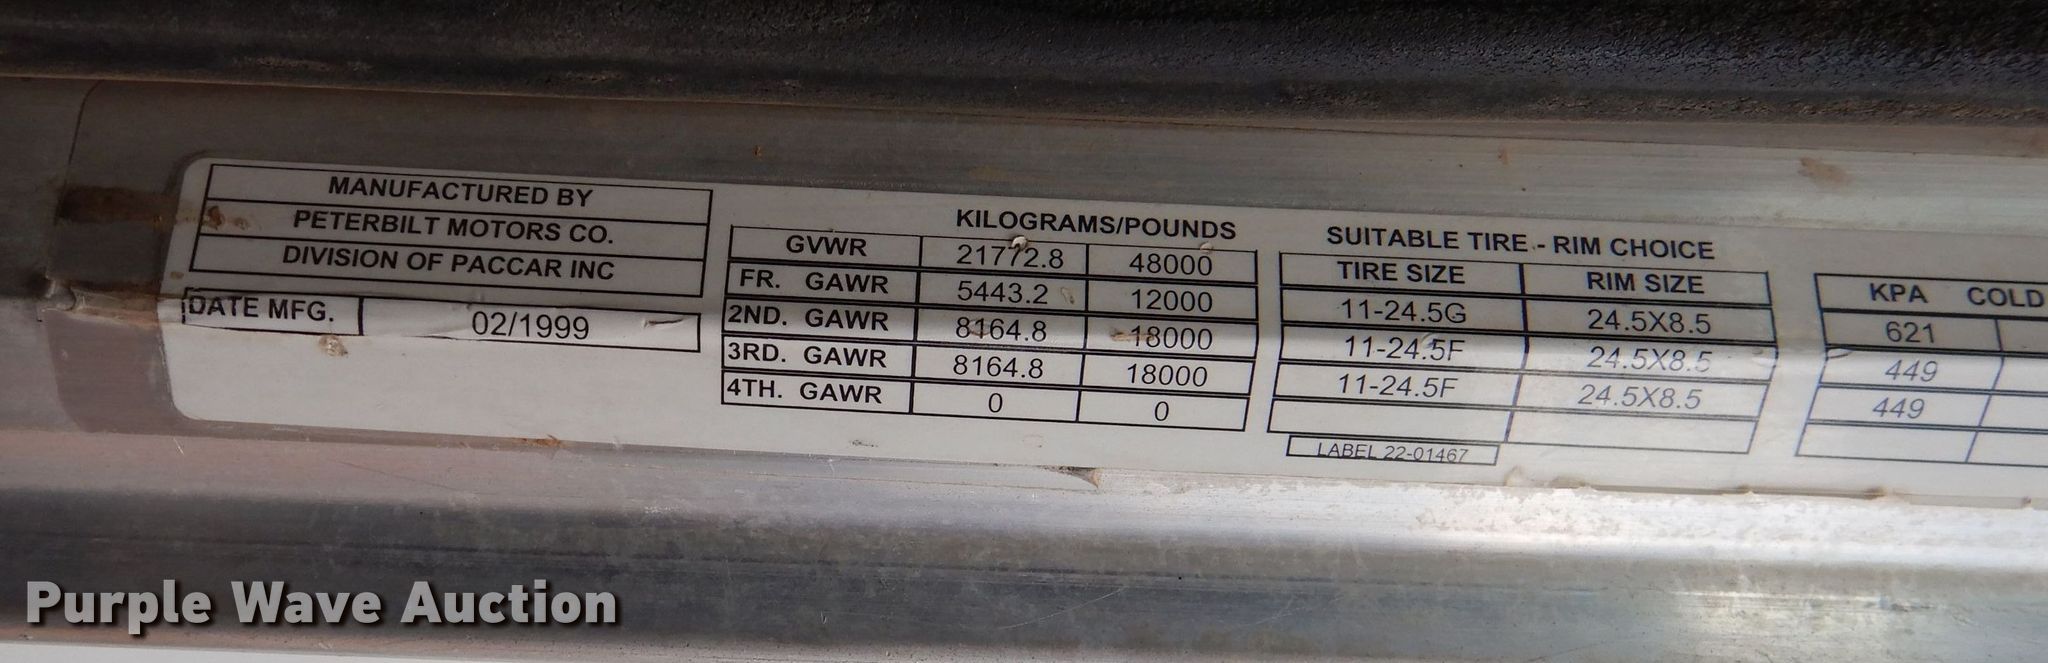 MANUFACTURED BY
PETERBILT MOTORS CO.
DIVISION OF PACCAR INC
DATE MFG. 02/1999
KILOGRAMS/POUNDS
GVWR 21772.8 48000
FR. GAWR 5443.2 12000
2ND. GAWR 8164.8 18000
3RD. GAWR 8164.8 18000
4TH. GAWR 0 0
SUITABLE TIRE - RIM CHOICE
TIRE SIZE RIM SIZE
11-24.5G 24.5X8.5
11-24.5F 24.5X8.5
11-24.5F 24.5X8.5
LABEL 22-01467
KPA COLD
621
449
449
Purple Wave Auction